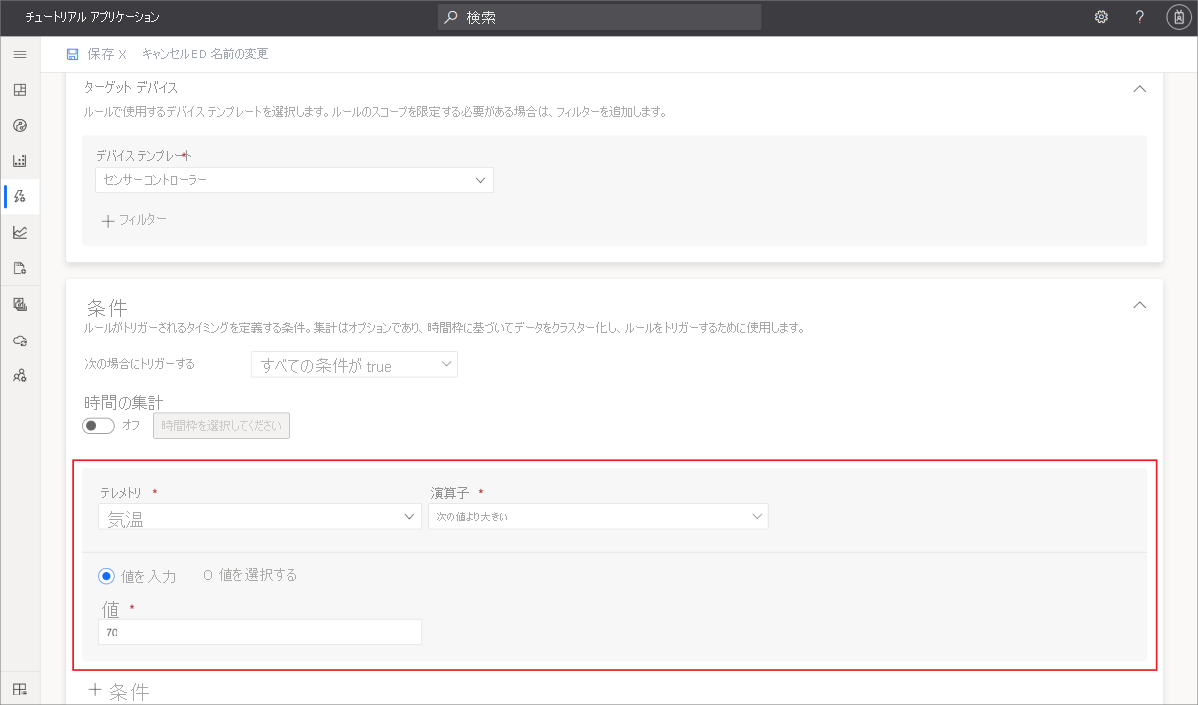 チュートリアル アプリケーション
検索
?
保存 X キャンセルED 名前の変更
ターゲット デバイス
ルールで使用するデバイス テンプレートを選択します。ルールのスコープを限定する必要がある場合は、フィルターを追加します。
デバイス テンプレート*
センサー コントローラー
+ フィルター
条件
ルールがトリガーされるタイミングを定義する条件。集計はオプションであり、時間枠に基づいてデータをクラスター化し、ルールをトリガーするために使用します。
次の場合にトリガーする すべての条件が true
時間の集計
オフ 時間枠を選択してください
テレメトリ * 演算子 *
気温 次の値より大きい
値を入力 O 値を選択する
値 *
70
+ 条件